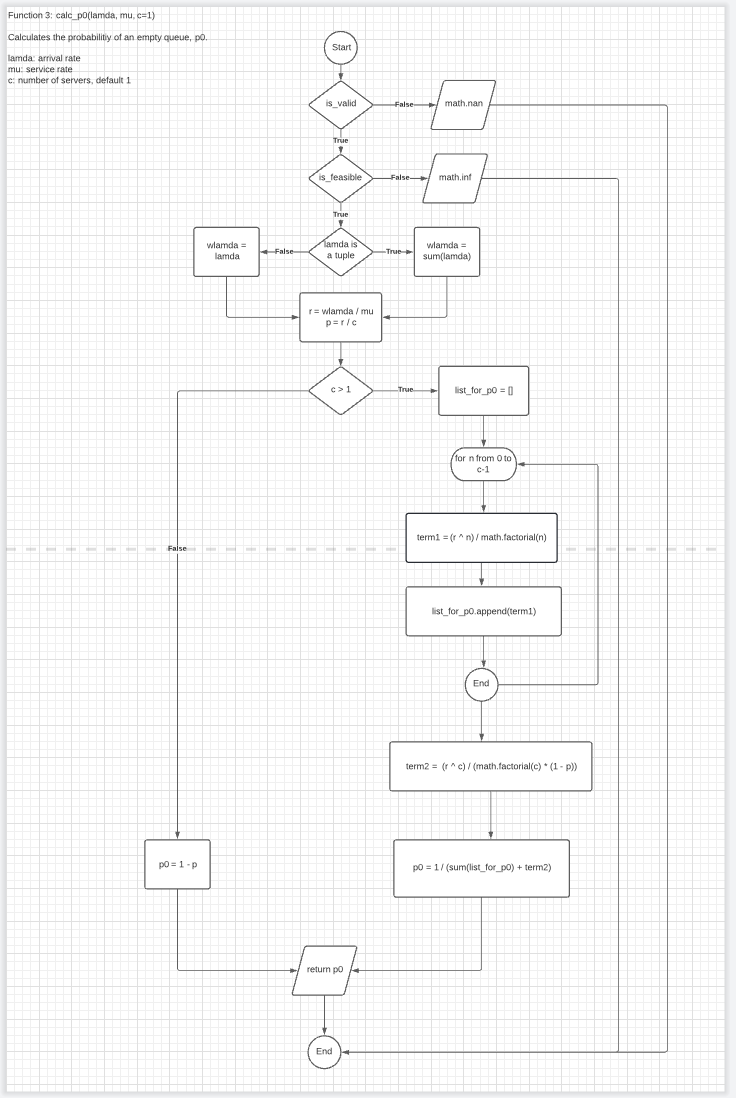 Function 3: calc_p0(lamda, mu, c=1)
Calculates the probabilitiy of an empty queue, p0.
lamda: arrival rate
mu: service rate
c: number of servers, default 1
Start
is_valid
False
math.nan
True
is_feasible
False
math.inf
True
wlamda =
lamda
False
lamda is
a tuple
True
wlamda =
sum(lamda)
r = wlamda / mu
p = r / c
c > 1
True
list_for_p0 = []
for n from 0 to
c-1
term1 = (r ^ n) / math.factorial(n)
False
list_for_p0.append(term1)
End
term2 = (r ^ c) / (math.factorial(c) * (1 - p))
p0 = 1 - p
p0 = 1 / (sum(list_for_p0) + term2)
return p0
End